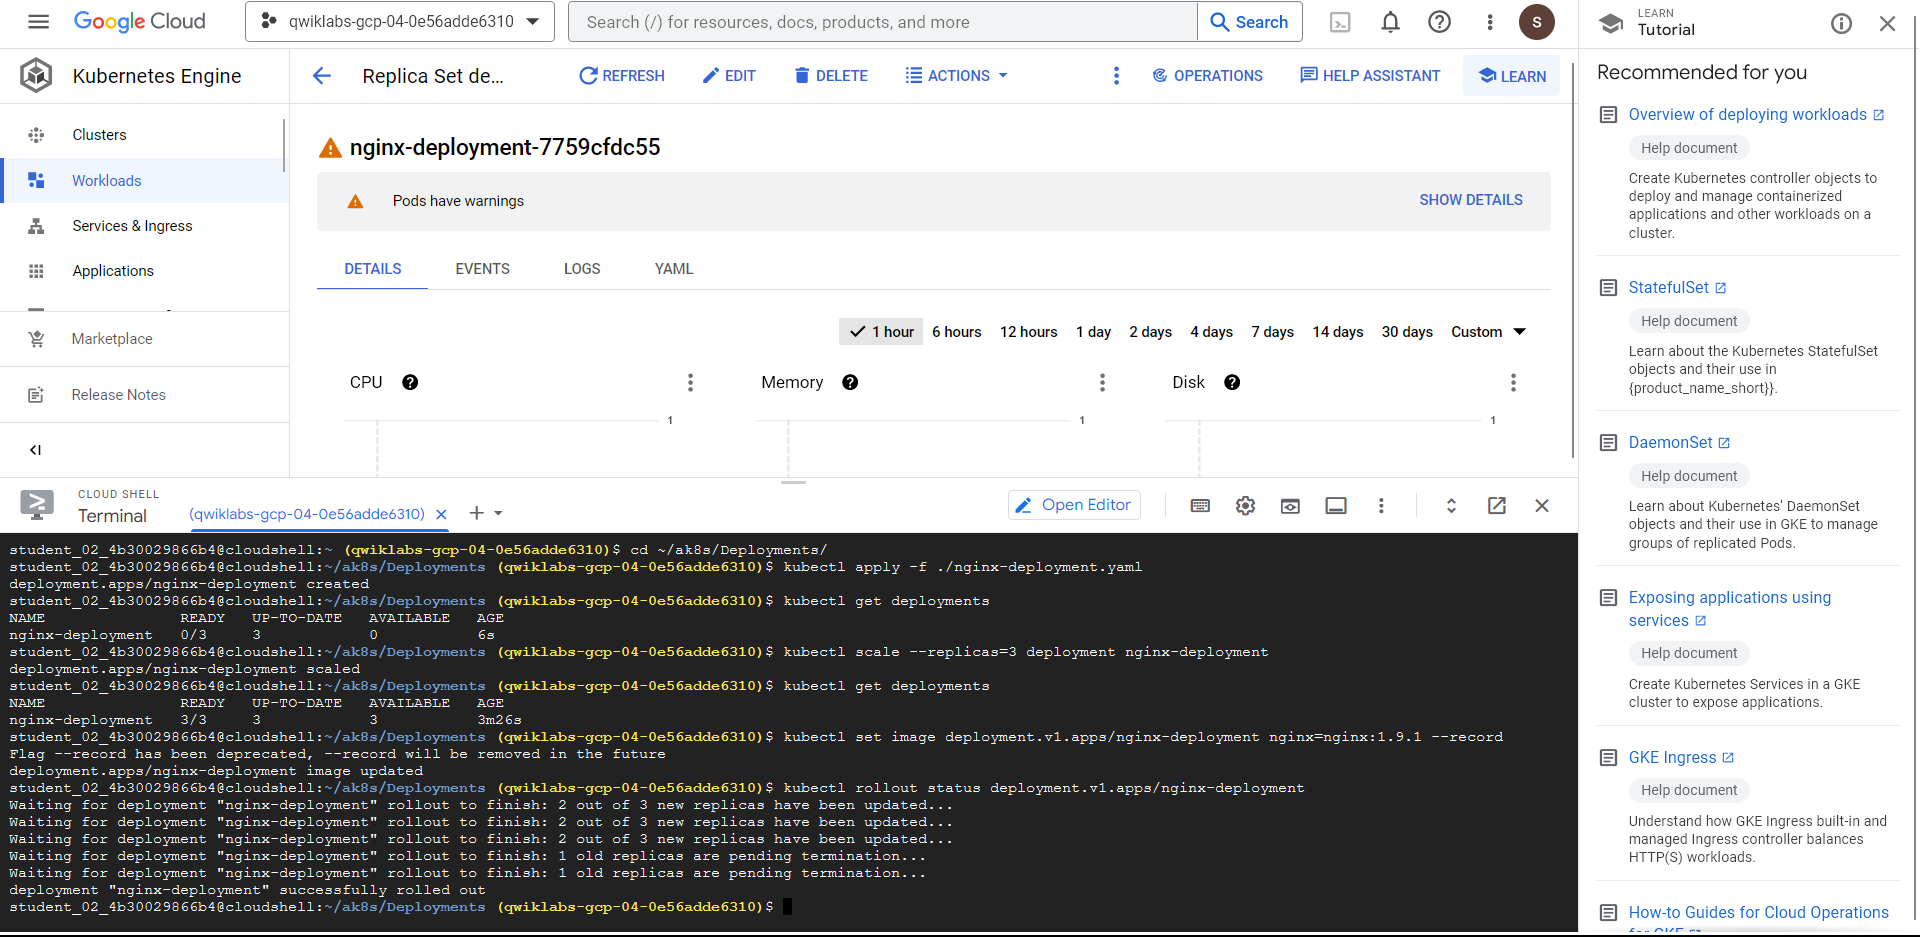 Google Cloud
qwiklabs-gcp-04-0e56adde6310
Search (/) for resources, docs, products, and more
Search
S
LEARN
Tutorial
Kubernetes Engine
Replica Set de...
REFRESH
EDIT
DELETE
ACTIONS
OPERATIONS
HELP ASSISTANT
LEARN
Clusters
Workloads
Services & Ingress
Applications
Marketplace
Release Notes
nginx-deployment-7759cfdc55
Pods have warnings
SHOW DETAILS
DETAILS
EVENTS
LOGS
YAML
1 hour
6 hours
12 hours
1 day
2 days
4 days
7 days
14 days
30 days
Custom
CPU
1
Memory
1
Disk
1
Recommended for you
Overview of deploying workloads
Help document
Create Kubernetes controller objects to
deploy and manage containerized
applications and other workloads on a
cluster.
StatefulSet
Help document
Learn about the Kubernetes StatefulSet
objects and their use in
{product_name_short}}.
DaemonSet
Help document
Learn about Kubernetes' DaemonSet
objects and their use in GKE to manage
groups of replicated Pods.
Exposing applications using
services
Help document
Create Kubernetes Services in a GKE
cluster to expose applications.
GKE Ingress
Help document
Understand how GKE Ingress built-in and
managed Ingress controller balances
HTTP(S) workloads.
How-to Guides for Cloud Operations
for GKE
CLOUD SHELL
Terminal
(qwiklabs-gcp-04-0e56adde6310)
Open Editor
student_02_4b30029866b4@cloudshell:~ (qwiklabs-gcp-04-0e56adde6310)$ cd ~/ak8s/Deployments/
student_02_4b30029866b4@cloudshell:~/ak8s/Deployments (qwiklabs-gcp-04-0e56adde6310)$ kubectl apply -f ./nginx-deployment.yaml
deployment.apps/nginx-deployment created
student_02_4b30029866b4@cloudshell:~/ak8s/Deployments (qwiklabs-gcp-04-0e56adde6310)$ kubectl get deployments
NAME READY UP-TO-DATE AVAILABLE AGE
nginx-deployment 0/3 3 0 6s
student_02_4b30029866b4@cloudshell:~/ak8s/Deployments (qwiklabs-gcp-04-0e56adde6310)$ kubectl scale --replicas=3 deployment nginx-deployment
deployment.apps/nginx-deployment scaled
student_02_4b30029866b4@cloudshell:~/ak8s/Deployments (qwiklabs-gcp-04-0e56adde6310)$ kubectl get deployments
NAME READY UP-TO-DATE AVAILABLE AGE
nginx-deployment 3/3 3 3 3m26s
student_02_4b30029866b4@cloudshell:~/ak8s/Deployments (qwiklabs-gcp-04-0e56adde6310)$ kubectl set image deployment.v1.apps/nginx-deployment nginx=nginx:1.9.1 --record
Flag --record has been deprecated, --record will be removed in the future
deployment.apps/nginx-deployment image updated
student_02_4b30029866b4@cloudshell:~/ak8s/Deployments (qwiklabs-gcp-04-0e56adde6310)$ kubectl rollout status deployment.v1.apps/nginx-deployment
Waiting for deployment "nginx-deployment" rollout to finish: 2 out of 3 new replicas have been updated...
Waiting for deployment "nginx-deployment" rollout to finish: 2 out of 3 new replicas have been updated...
Waiting for deployment "nginx-deployment" rollout to finish: 2 out of 3 new replicas have been updated...
Waiting for deployment "nginx-deployment" rollout to finish: 1 old replicas are pending termination...
Waiting for deployment "nginx-deployment" rollout to finish: 1 old replicas are pending termination...
deployment "nginx-deployment" successfully rolled out
student_02_4b30029866b4@cloudshell:~/ak8s/Deployments (qwiklabs-gcp-04-0e56adde6310)$